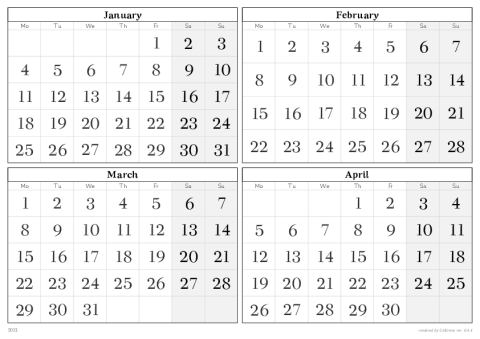 January
Mo Tu We Th Fr Sa Su
1 2 3
4 5 6 7 8 9 10
11 12 13 14 15 16 17
18 19 20 21 22 23 24
25 26 27 28 29 30 31
February
Mo Tu We Th Fr Sa Su
1 2 3 4 5 6 7
8 9 10 11 12 13 14
15 16 17 18 19 20 21
22 23 24 25 26 27 28
March
Mo Tu We Th Fr Sa Su
1 2 3 4 5 6 7
8 9 10 11 12 13 14
15 16 17 18 19 20 21
22 23 24 25 26 27 28
29 30 31
April
Mo Tu We Th Fr Sa Su
1 2 3 4
5 6 7 8 9 10 11
12 13 14 15 16 17 18
19 20 21 22 23 24 25
26 27 28 29 30
2021
created by